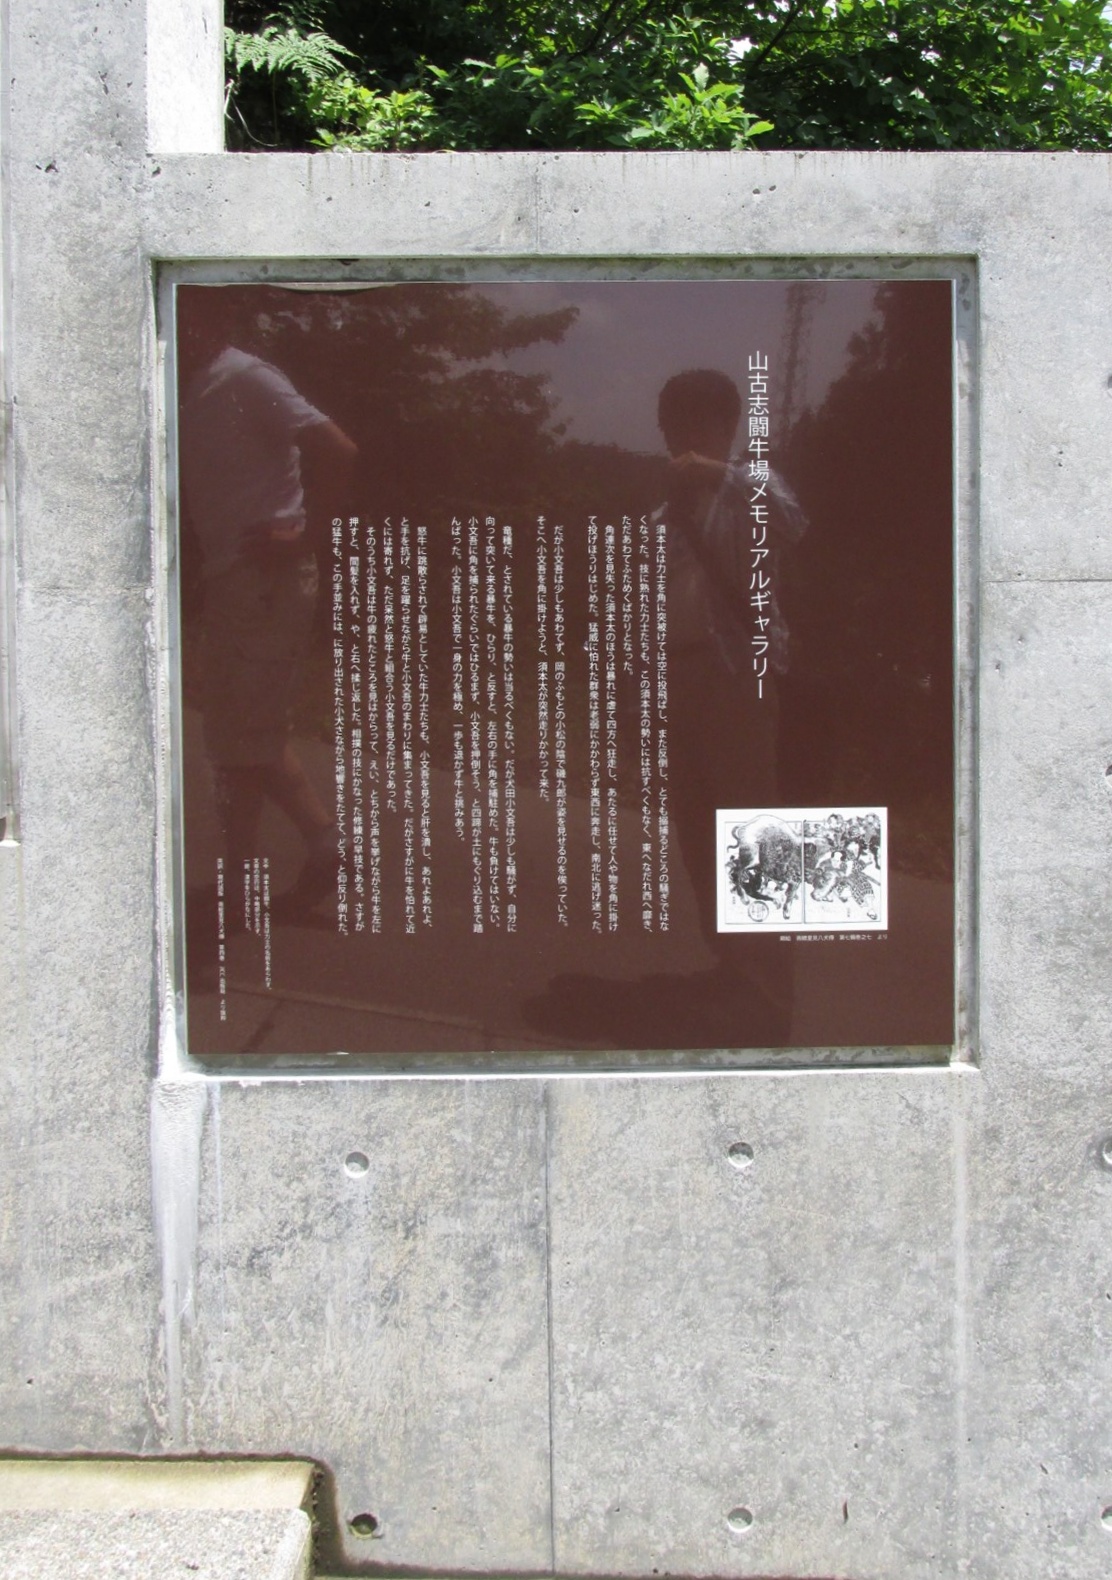 山古志闘牛場メモリアルギャラリー
須本太は力士を角に突被けては空に投飛ばし、また反倒し、とても撮捕るどころの騒ぎではな
くなった。技に熟れた力士たちも、この須本太の勢いには抗すべくもなく、東へなだれ西へ靡き、
ただあわてふためくばかりとなった。
角連次を見失った須本太のほうは暴れに虐て四方へ狂走し、あたるに任せて人や物を角に掛け
て投げほうりはじめた。猛威に怕れた群衆は老弱にかかわらず東西に奔走し、南北に逃げ迷った。
だが小文吾は少しもあわてず、岡のふもとの小松の陰で磯九郎が姿を見せるのを俟っていた。
そこへ小文吾を角に掛けようと、須本太が突然走りかかって来た。
竜種だ、とされている暴牛の勢いは当るべくもない。だが犬田小文吾は少しも騒がず、自分に
向って突いて来る暴牛を、ひらり、と反すと、左右の手に角を捕駐めた。牛も負けてはいない。
小文吾に角を捕られたぐらいではひるまず、小文吾を押倒そう、と四蹄が土にもぐり込むまで踏
んばった。小文吾は小文吾で一身の力を極め、一歩も退かず牛と挑みあう。
怒牛に跳散らされて辟易としていた牛力士たちも、小文吾を見ると肝を潰し、あれよあれよ、
と手を抗げ、足を躍らせながら牛と小文吾のまわりに集まってきた。だがさすがに牛を怕れて近
くには寄れず、ただ呆然と怒牛と組合う小文吾を見るだけであった。
そのうち小文吾は牛の疲れたところを見はからって、えい、とちから声を挙げながら牛を左に
押すと、間髪を入れず、や、と右へ揉じ返した。相撲の技にかなった修練の早技である。さすが
の猛牛も、この手並みには、に放り出された小犬さながら地響きをたてて、どう、と仰反り倒れた。